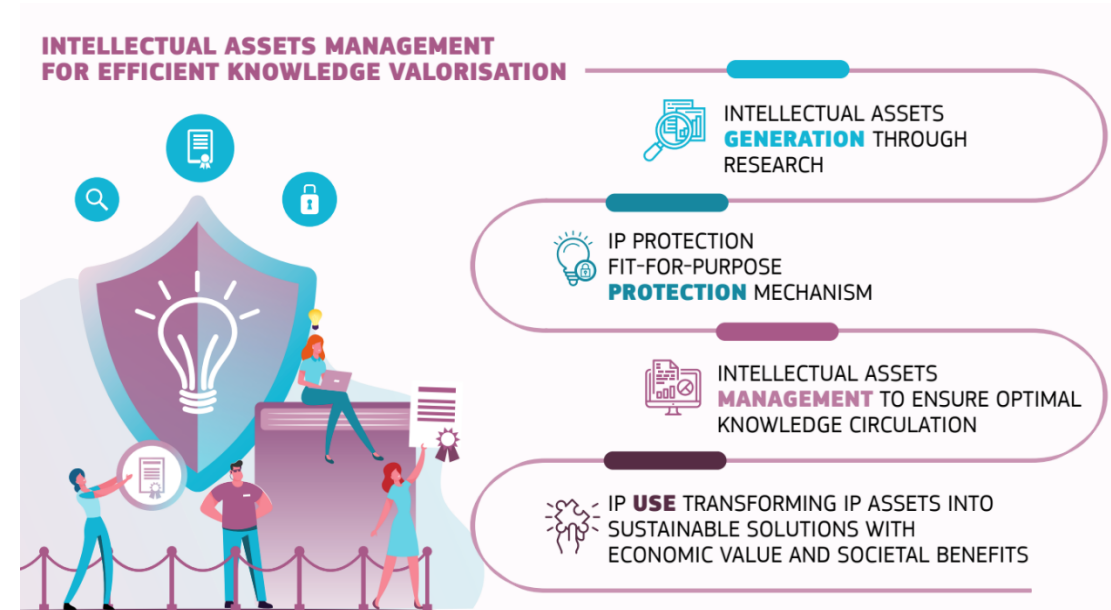 INTELLECTUAL ASSETS MANAGEMENT
FOR EFFICIENT KNOWLEDGE VALORISATION
INTELLECTUAL ASSETS
GENERATION THROUGH
RESEARCH
IP PROTECTION
FIT-FOR-PURPOSE
PROTECTION MECHANISM
INTELLECTUAL ASSETS
MANAGEMENT TO ENSURE OPTIMAL
KNOWLEDGE CIRCULATION
IP USE TRANSFORMING IP ASSETS INTO
SUSTAINABLE SOLUTIONS WITH
ECONOMIC VALUE AND SOCIETAL BENEFITS